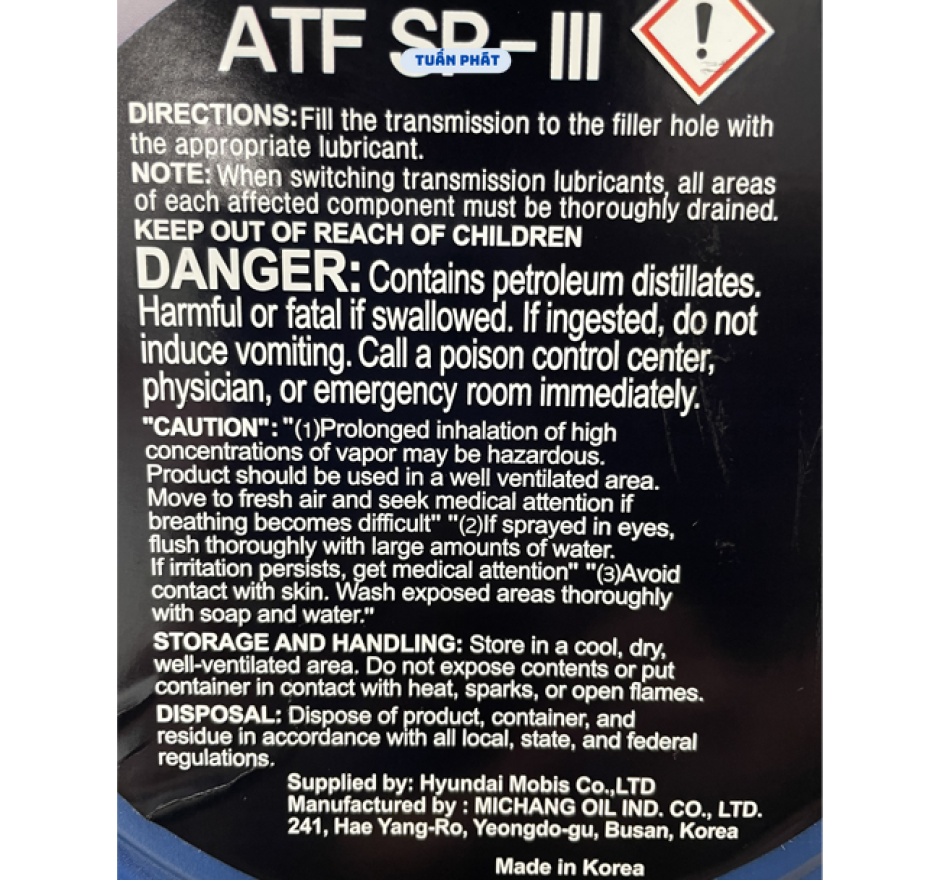 ATF SP-III
TUẤN PHÁT
DIRECTIONS: Fill the transmission to the filler hole with
the appropriate lubricant.
NOTE: When switching transmission lubricants, all areas
of each affected component must be thoroughly drained.
KEEP OUT OF REACH OF CHILDREN
DANGER: Contains petroleum distillates.
Harmful or fatal if swallowed. If ingested, do not
induce vomiting. Call a poison control center,
physician, or emergency room immediately.
"CAUTION": "(1)Prolonged inhalation of high
concentrations of vapor may be hazardous.
Product should be used in a well ventilated area.
Move to fresh air and seek medical attention if
breathing becomes difficult" "(2)If sprayed in eyes,
flush thoroughly with large amounts of water.
If irritation persists, get medical attention" "(3)Avoid
contact with skin. Wash exposed areas thoroughly
with soap and water."
STORAGE AND HANDLING: Store in a cool, dry,
well-ventilated area. Do not expose contents or put
container in contact with heat, sparks, or open flames.
DISPOSAL: Dispose of product, container, and
residue in accordance with all local, state, and federal
regulations.
Supplied by: Hyundai Mobis Co.,LTD
Manufactured by : MICHANG OIL IND. CO., LTD.
241, Hae Yang-Ro, Yeongdo-gu, Busan, Korea
Made in Korea